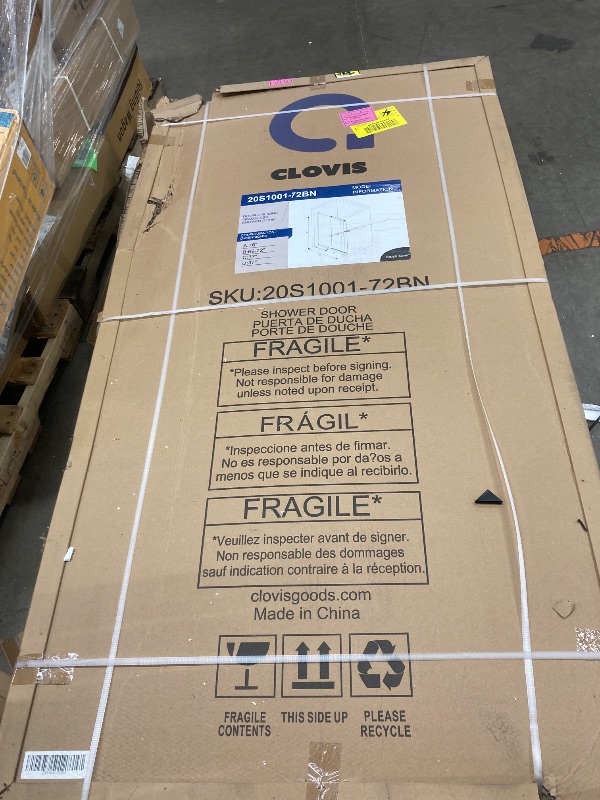 CLOVIS
20S1001-72BN
MODEL
INFORMATION
SKU:20S1001-72BN
SHOWER DOOR
PUERTA DE DUCHA
PORTE DE DOUCHE
FRAGILE*
*Please inspect before signing.
Not responsible for damage
unless noted upon receipt.
FRÁGIL*
*Inspeccione antes de firmar.
No es responsable por da?os a
menos que se indique al recibirlo.
FRAGILE*
*Veuillez inspecter avant de signer.
Non responsable des dommages
sauf indication contraire à la réception.
clovisgoods.com
Made in China
FRAGILE
CONTENTS
THIS SIDE UP
PLEASE
RECYCLE